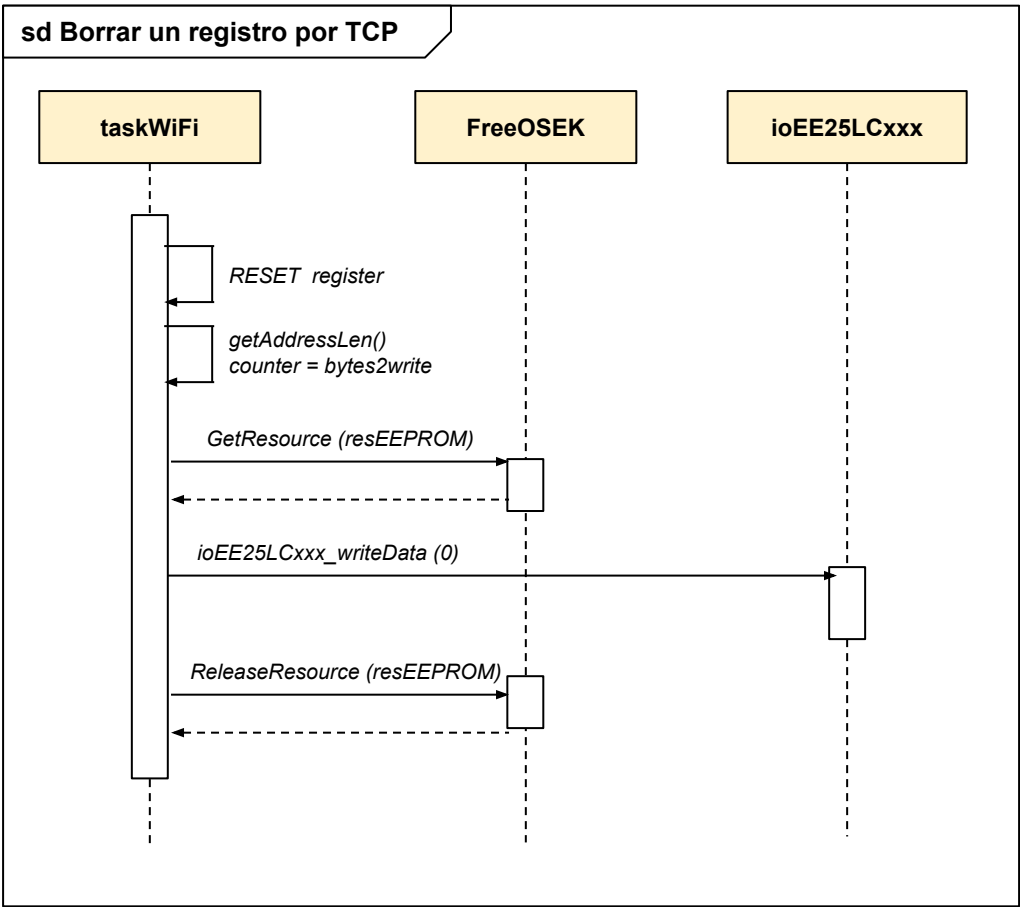 sd Borrar un registro por TCP
taskWiFi
FreeOSEK
ioEE25LCxxx
RESET register
getAddressLen()
counter = bytes2write
GetResource (resEEPROM)
ioEE25LCxxx_writeData (0)
ReleaseResource (resEEPROM)